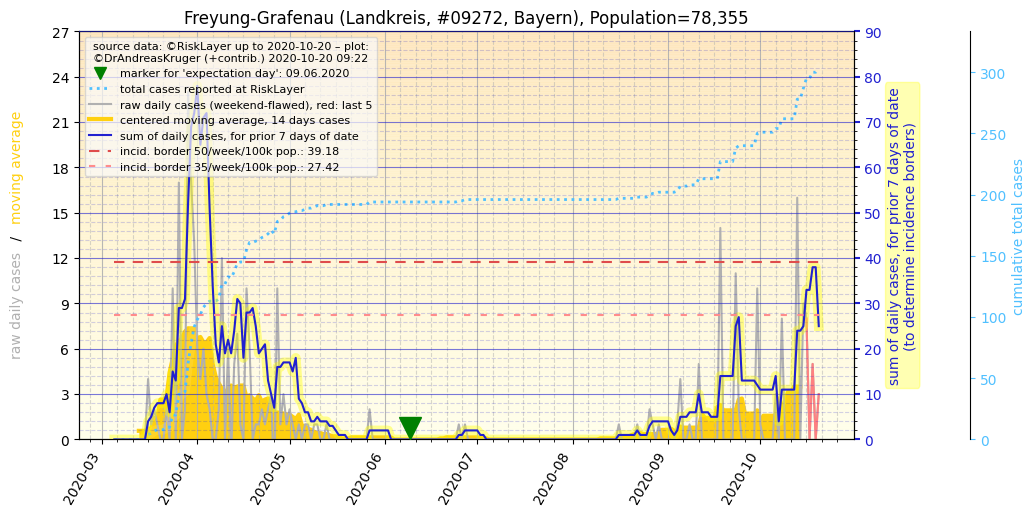 Freyung-Grafenau (Landkreis, #09272, Bayern), Population=78,355
source data: ©RiskLayer up to 2020-10-20 – plot:
©DrAndreasKruger (+contrib.) 2020-10-20 09:22
marker for 'expectation day': 09.06.2020
total cases reported at RiskLayer
raw daily cases (weekend-flawed), red: last 5
centered moving average, 14 days cases
sum of daily cases, for prior 7 days of date
incid. border 50/week/100k pop.: 39.18
incid. border 35/week/100k pop.: 27.42
raw daily cases / moving average
27
24
21
18
15
12
9
6
3
0
2020-03
2020-04
2020-05
2020-06
2020-07
2020-08
2020-09
2020-10
90
80
70
60
50
40
30
20
10
0
sum of daily cases, for prior 7 days of date
(to determine incidence borders)
300
250
200
150
100
50
0
cumulative total cases